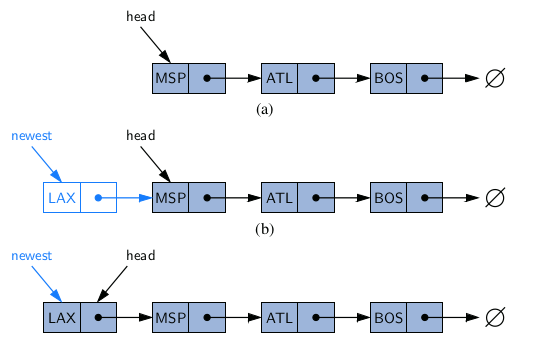 head
MSP ATL BOS ∅
(a)
newest head
LAX MSP ATL BOS ∅
(b)
newest head
LAX MSP ATL BOS ∅